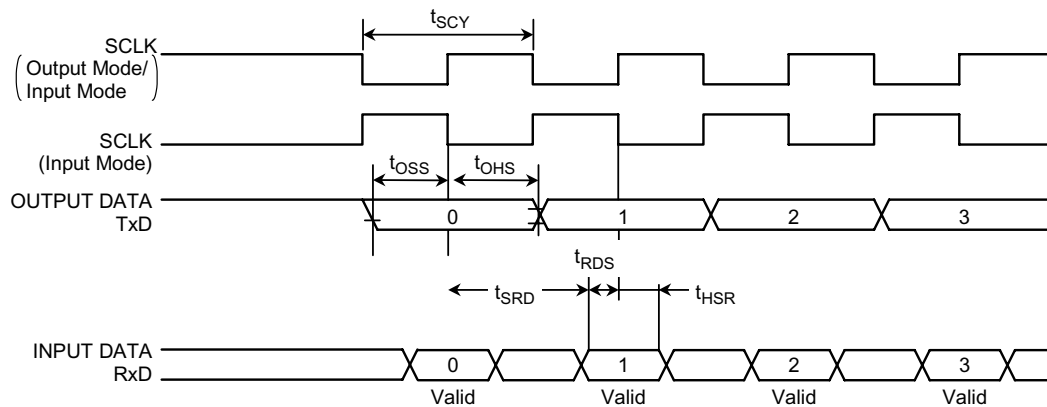 tSCY
SCLK
(Output Mode/
Input Mode)
SCLK
(Input Mode)
tOSS tOHS
OUTPUT DATA
TxD
0 1 2 3
tRDS
tSRD tHSR
INPUT DATA
RxD
0 1 2 3
Valid Valid Valid Valid